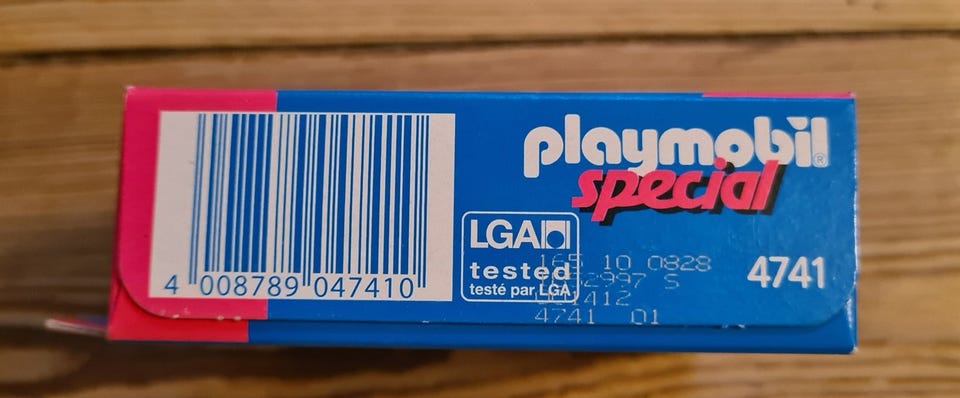 playmobil®
special
LGA
tested
testé par LGA
165 10 0828
4741
4741 01
4 008789 047410